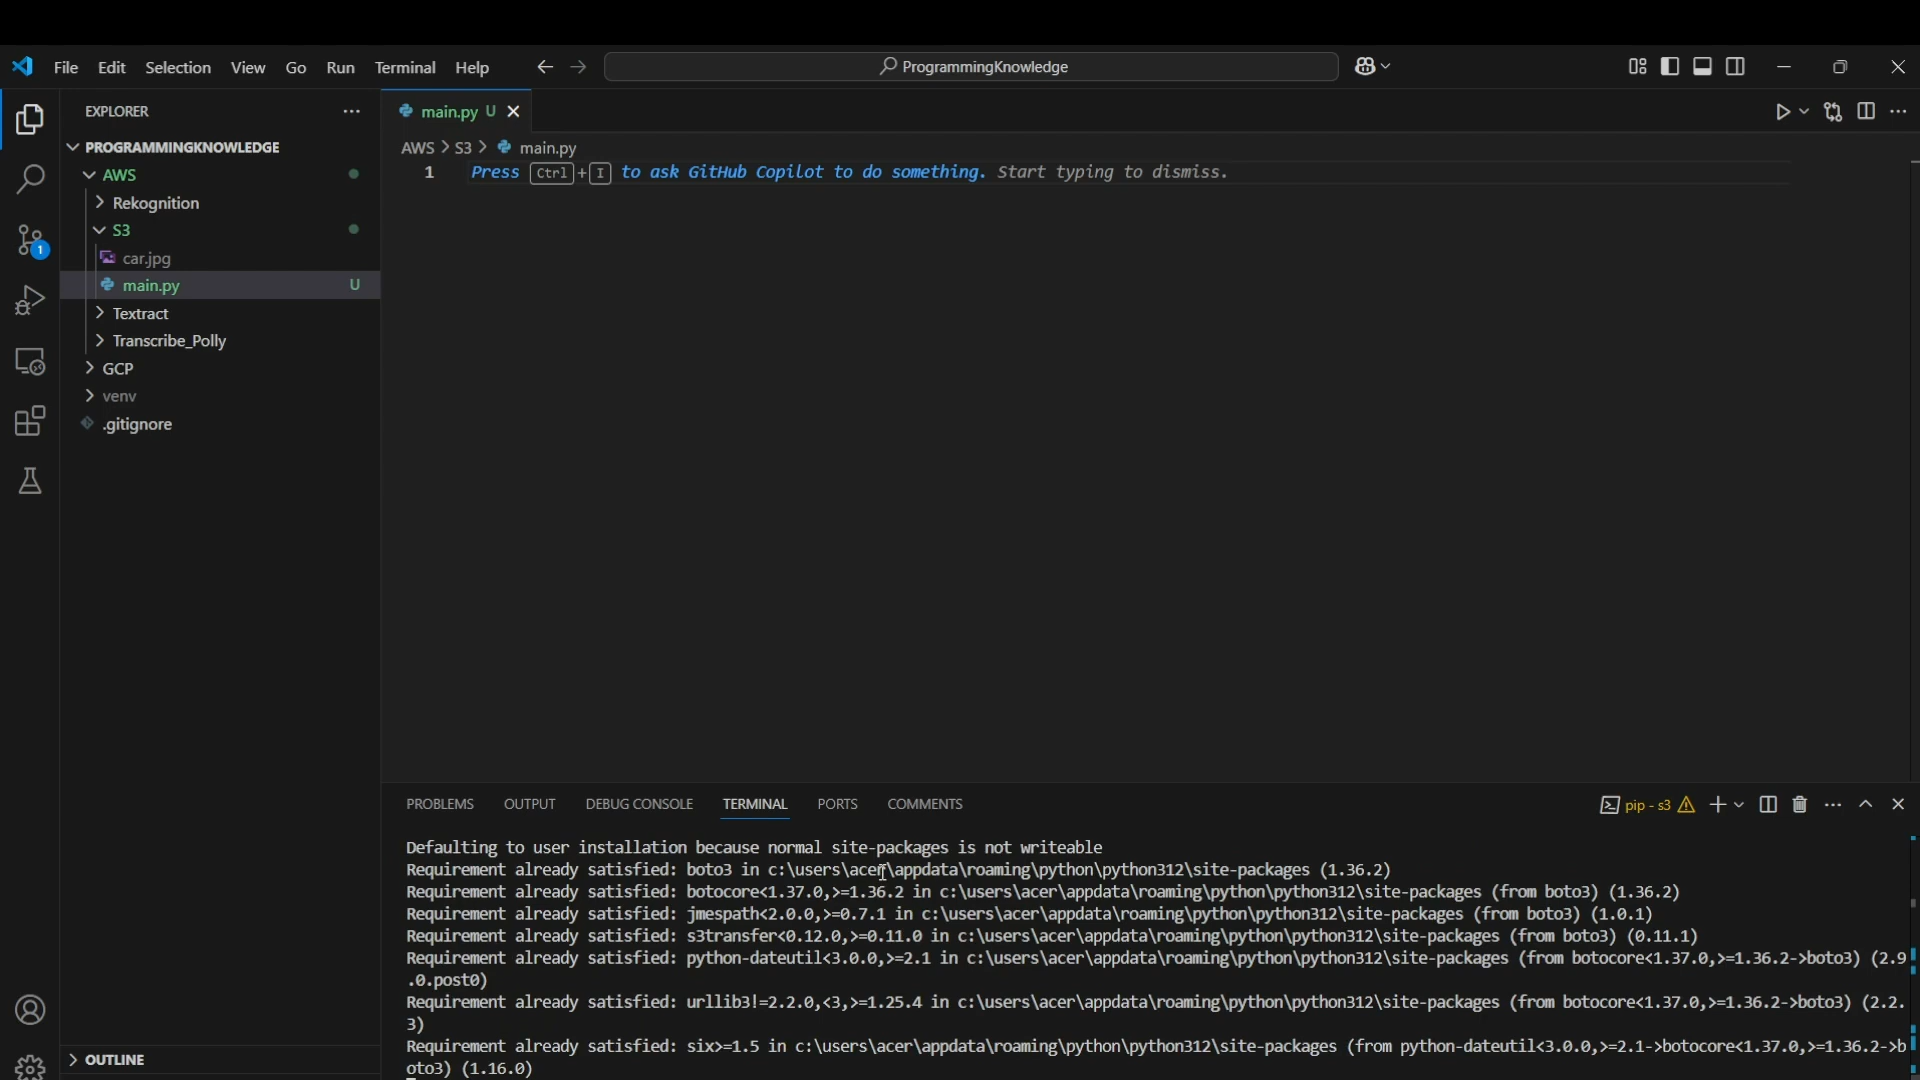 File Edit Selection View Go Run Terminal Help
ProgrammingKnowledge
EXPLORER
PROGRAMMINGKNOWLEDGE
AWS
Rekognition
S3
car.jpg
main.py U
Textract
Transcribe_Polly
GCP
venv
.gitignore
1
OUTLINE
main.py U
AWS > S3 > main.py
1 Press Ctrl + I to ask GitHub Copilot to do something. Start typing to dismiss.
PROBLEMS OUTPUT DEBUG CONSOLE TERMINAL PORTS COMMENTS
pip - s3
Defaulting to user installation because normal site-packages is not writeable
Requirement already satisfied: boto3 in c:\users\acer\appdata\roaming\python\python312\site-packages (1.36.2)
Requirement already satisfied: botocore<1.37.0,>=1.36.2 in c:\users\acer\appdata\roaming\python\python312\site-packages (from boto3) (1.36.2)
Requirement already satisfied: jmespath<2.0.0,>=0.7.1 in c:\users\acer\appdata\roaming\python\python312\site-packages (from boto3) (1.0.1)
Requirement already satisfied: s3transfer<0.12.0,>=0.11.0 in c:\users\acer\appdata\roaming\python\python312\site-packages (from boto3) (0.11.1)
Requirement already satisfied: python-dateutil<3.0.0,>=2.1 in c:\users\acer\appdata\roaming\python\python312\site-packages (from botocore<1.37.0,>=1.36.2->boto3) (2.9
.0.post0)
Requirement already satisfied: urllib3!=2.2.0,<3,>=1.25.4 in c:\users\acer\appdata\roaming\python\python312\site-packages (from botocore<1.37.0,>=1.36.2->boto3) (2.2.
3)
Requirement already satisfied: six>=1.5 in c:\users\acer\appdata\roaming\python\python312\site-packages (from python-dateutil<3.0.0,>=2.1->botocore<1.37.0,>=1.36.2->b
oto3) (1.16.0)